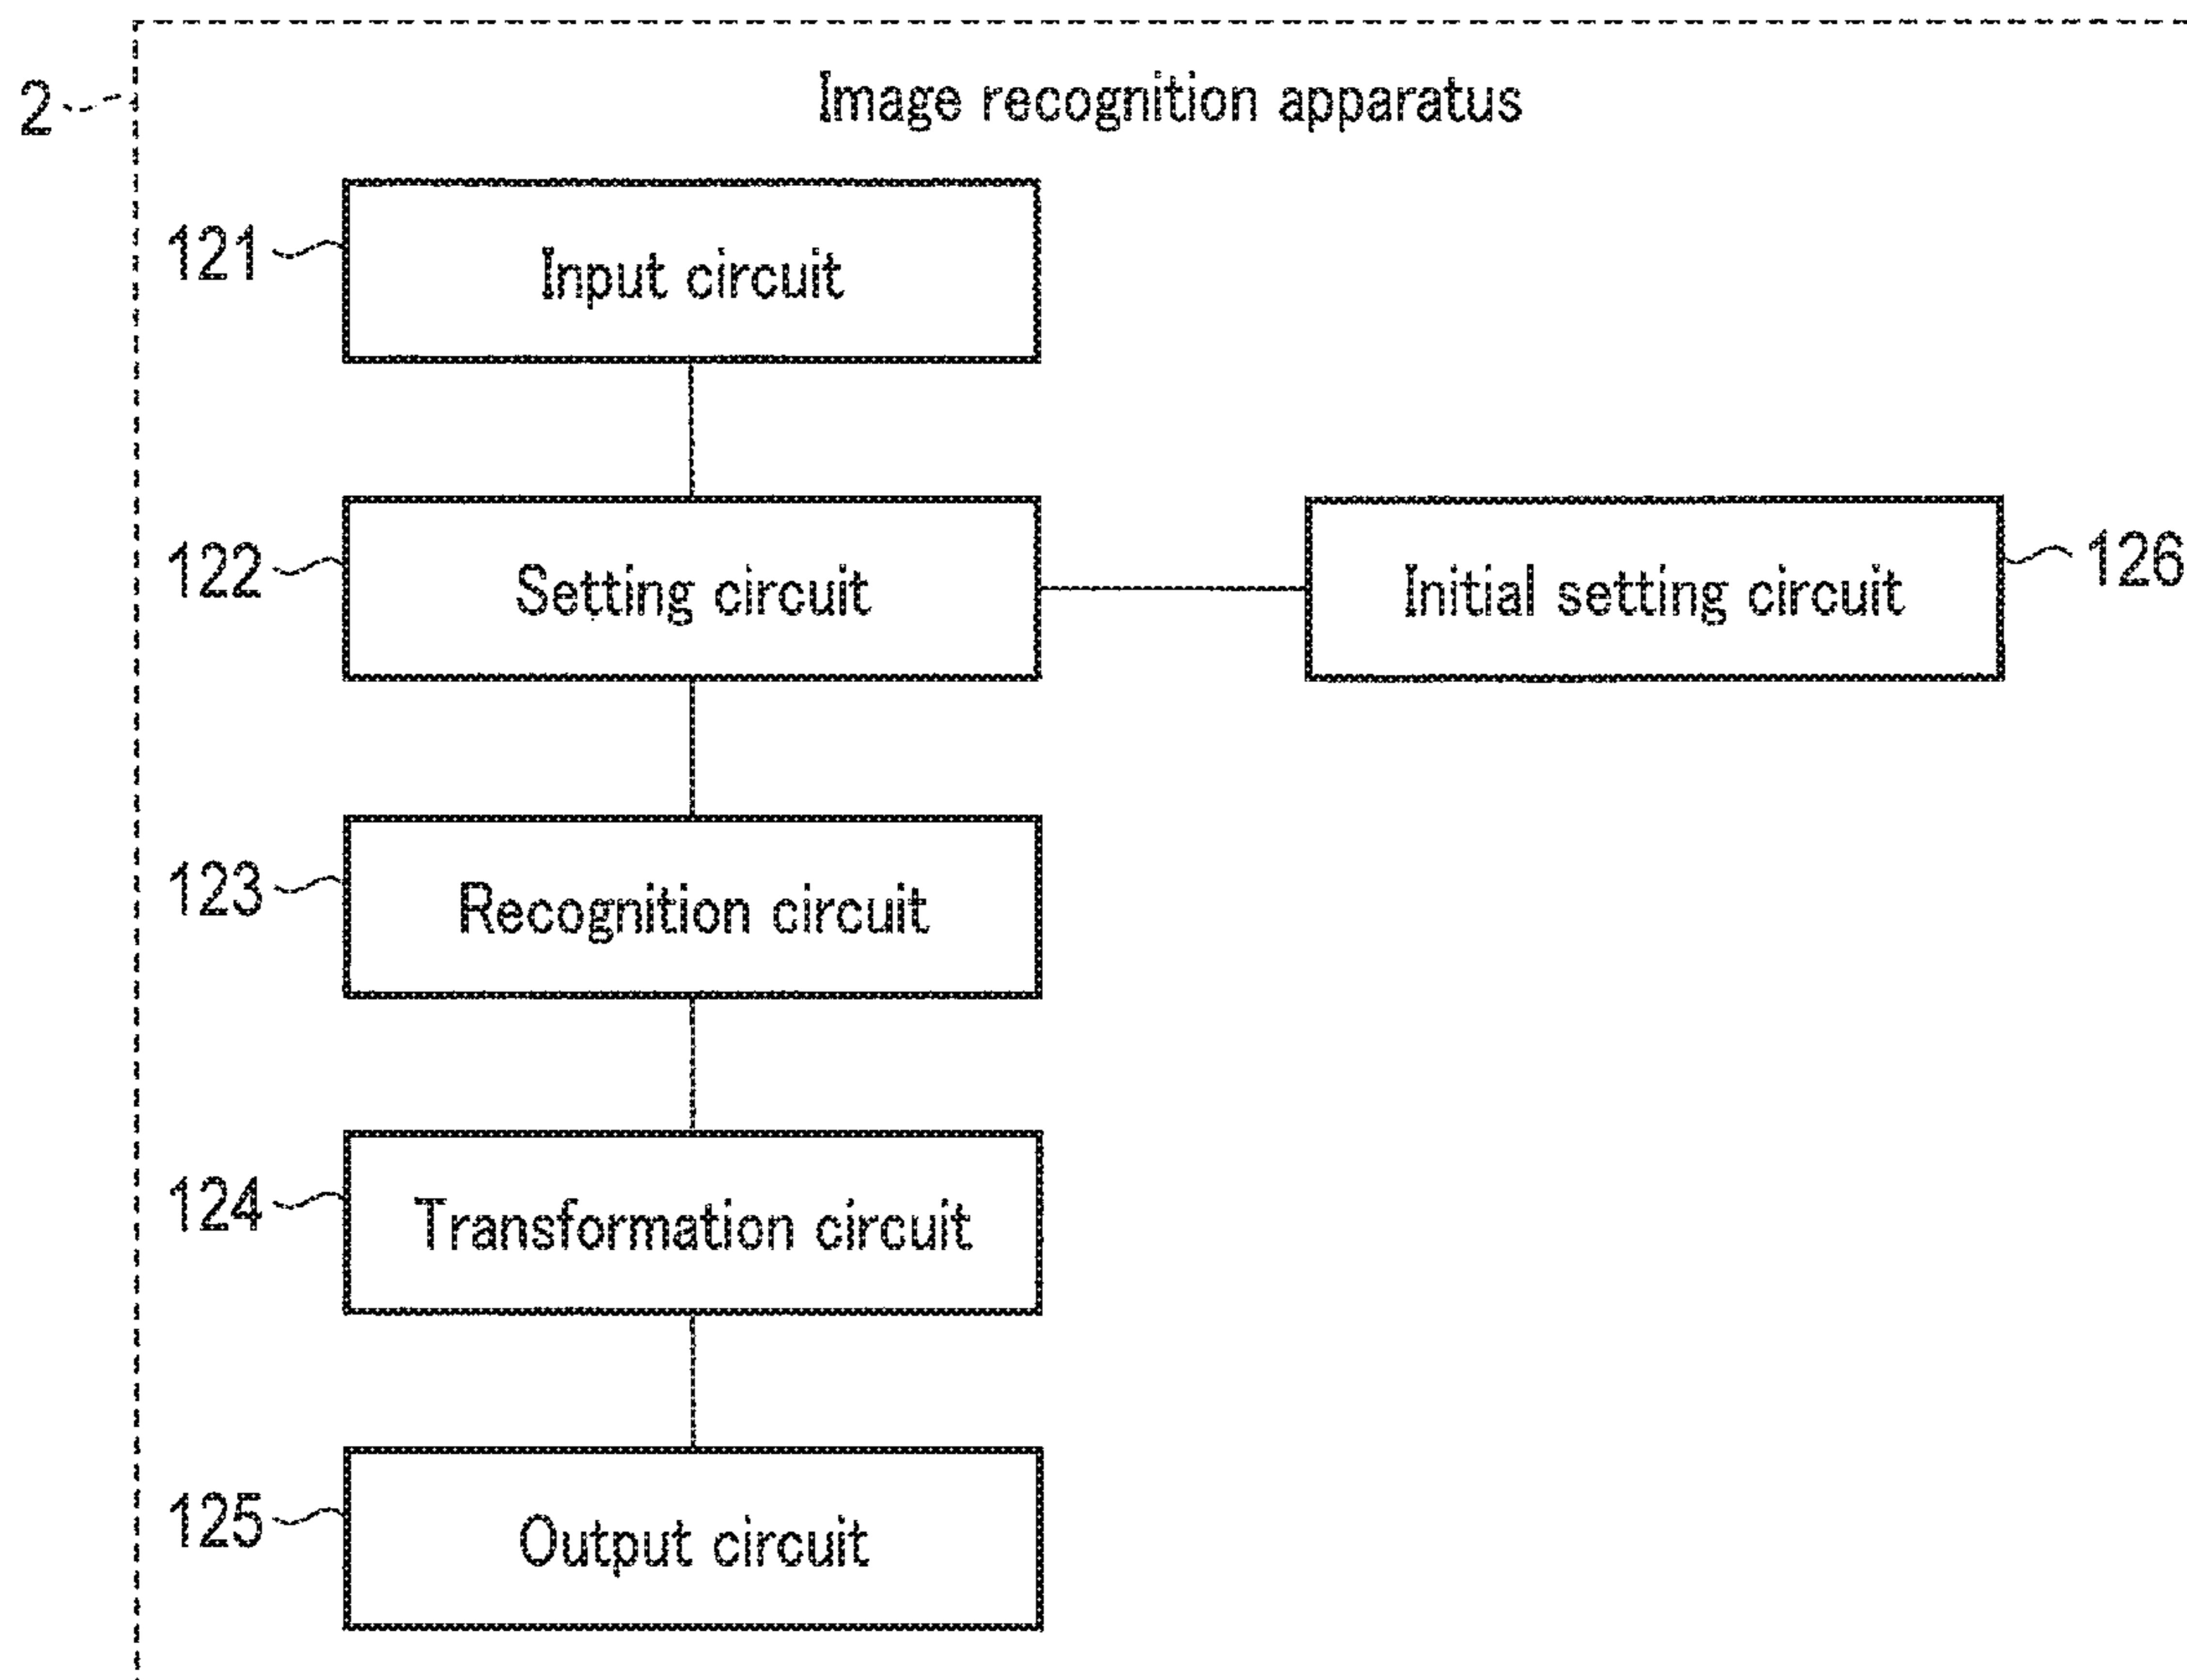 2
Image recognition apparatus
121
Input circuit
122
Setting circuit
Initial setting circuit
126
123
Recognition circuit
124
Transformation circuit
125
Output circuit